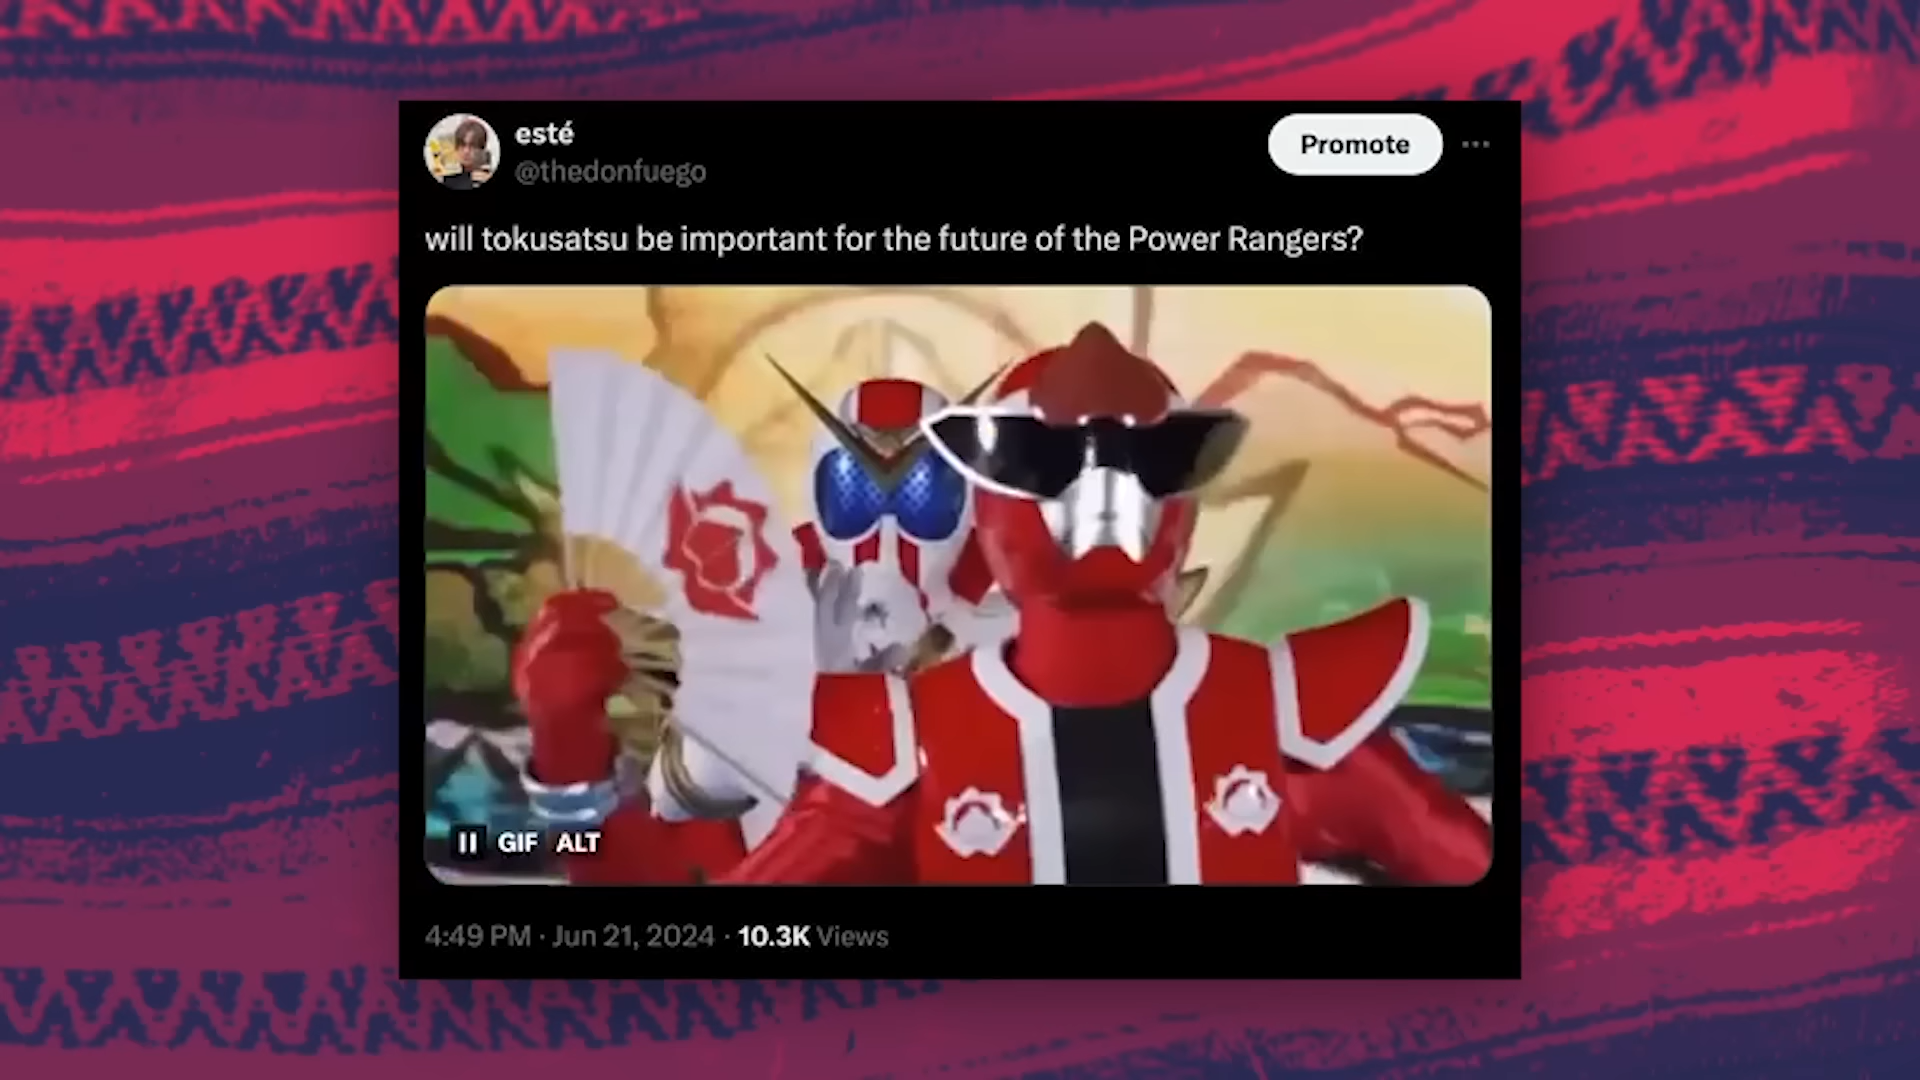 esté
@thedonfuego
Promote
will tokusatsu be important for the future of the Power Rangers?
GIF ALT
4:49 PM · Jun 21, 2024 · 10.3K Views